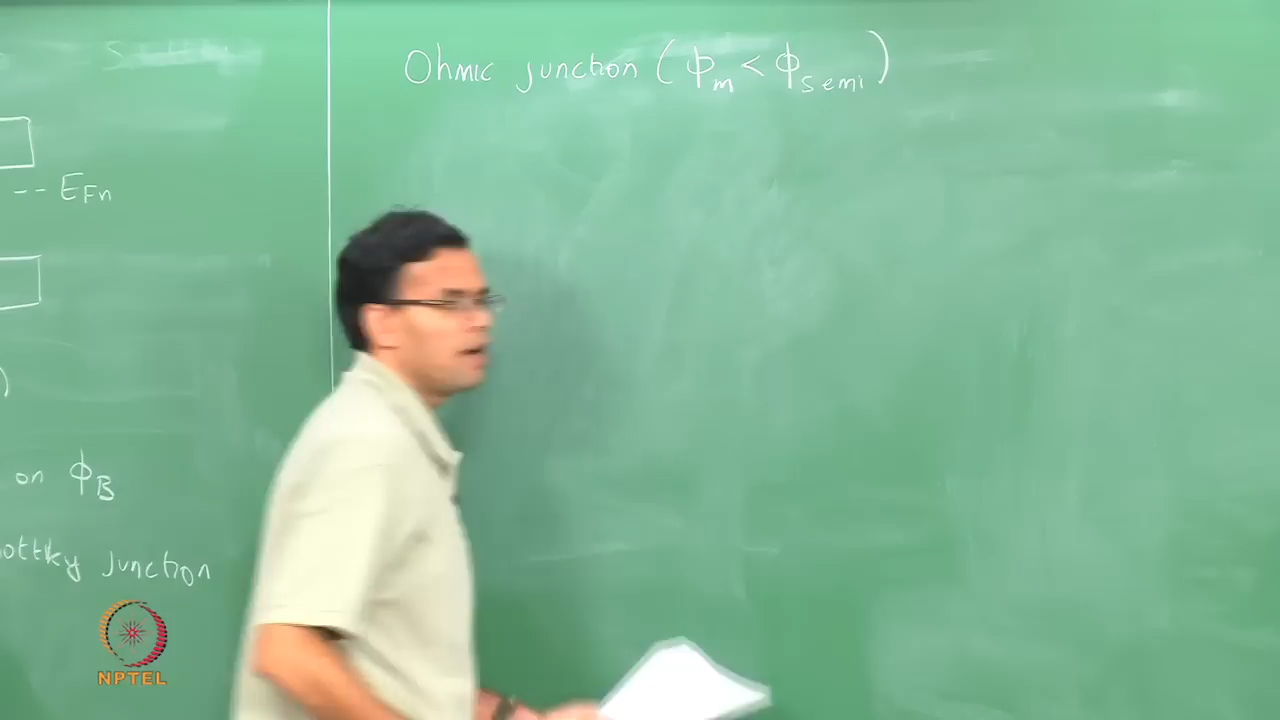 Ohmic junction (ϕm < ϕsemi)
-- EFn
)
on ϕB
ottky junction
NPTEL